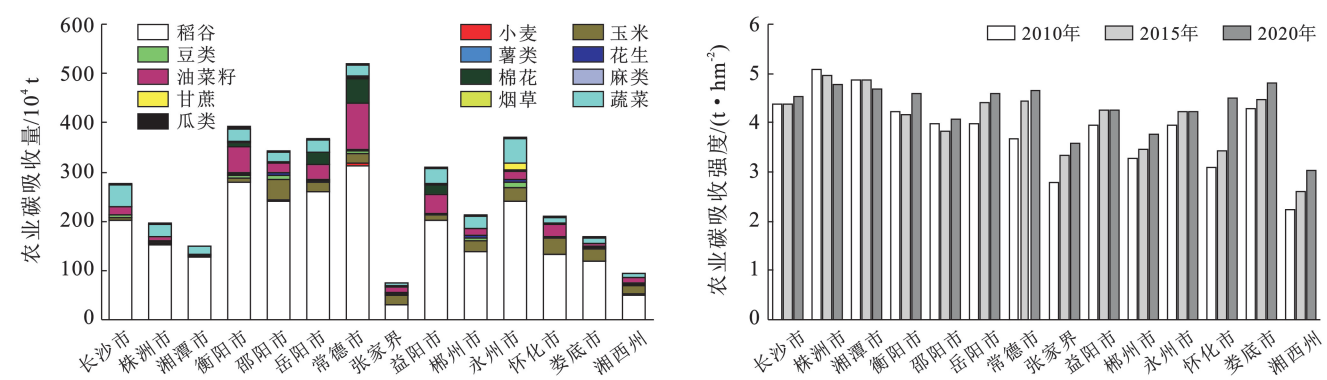 农业碳吸收量/10⁴ t
600
500
400
300
200
100
0
稻谷
小麦
玉米
豆类
薯类
花生
油菜籽
棉花
麻类
甘蔗
烟草
蔬菜
瓜类
长沙市
株洲市
湘潭市
衡阳市
邵阳市
岳阳市
常德市
张家界
益阳市
郴州市
永州市
怀化市
娄底市
湘西州
农业碳吸收强度/(t·hm⁻²)
6
5
4
3
2
1
0
2010年 2015年 2020年
长沙市
株洲市
湘潭市
衡阳市
邵阳市
岳阳市
常德市
张家界
益阳市
郴州市
永州市
怀化市
娄底市
湘西州